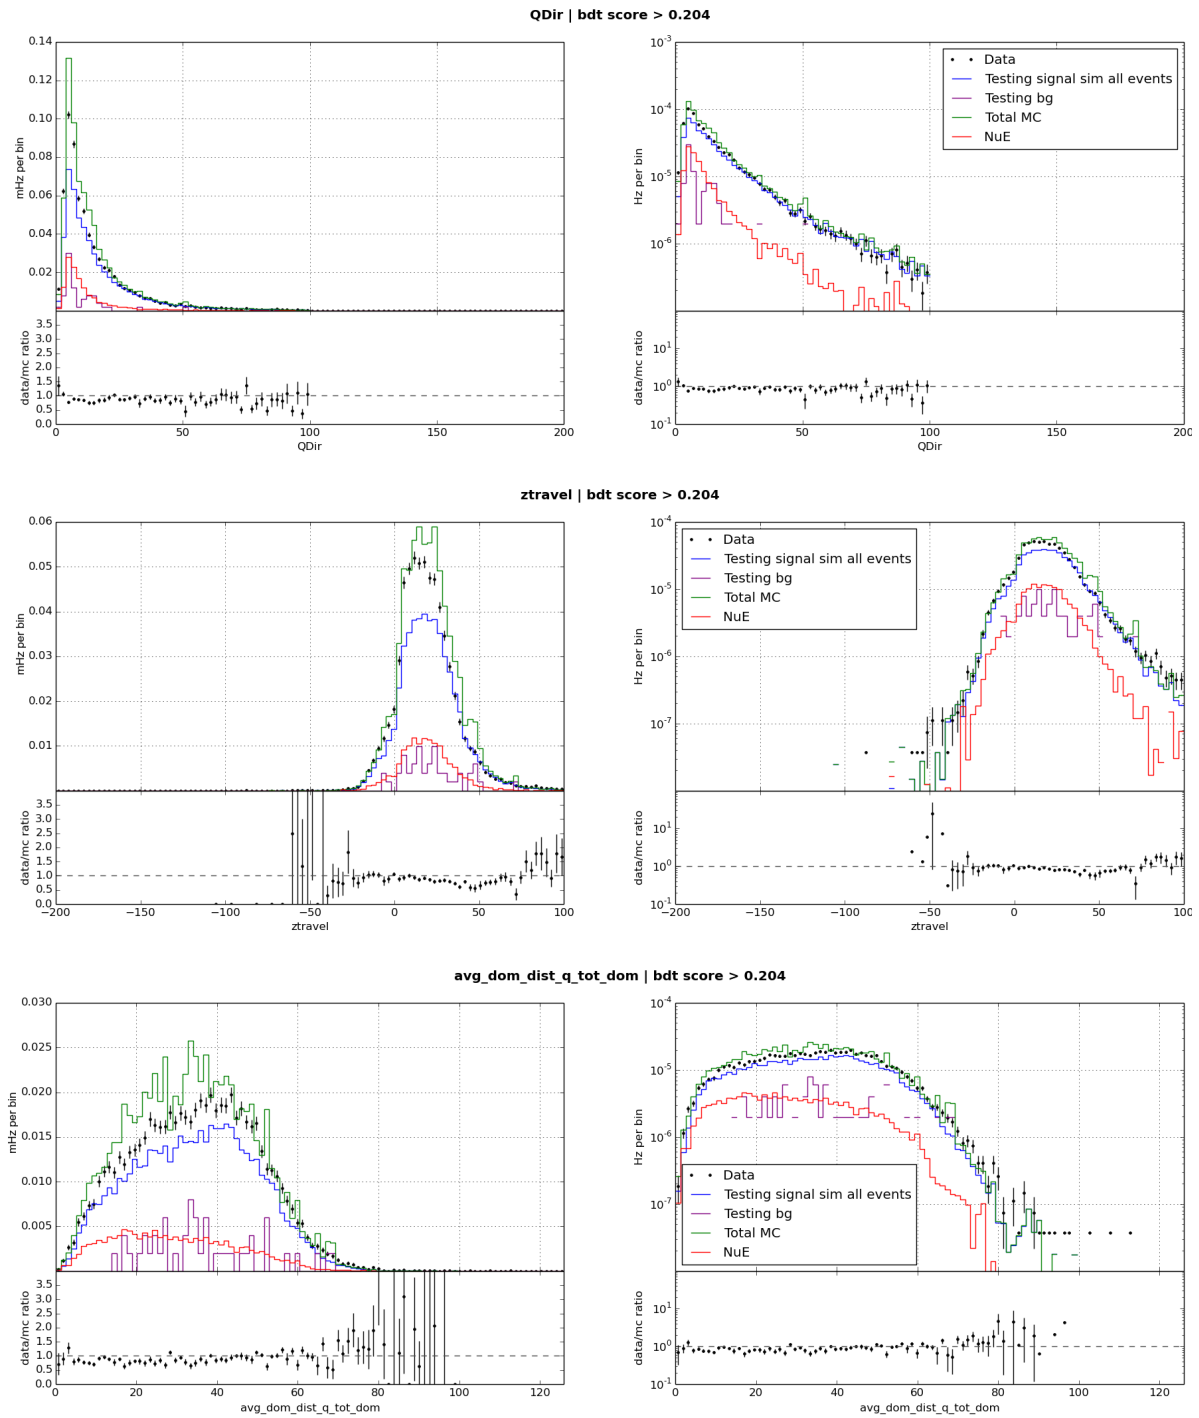 QDir | bdt score > 0.204
mHz per bin
0.14
0.12
0.10
0.08
0.06
0.04
0.02
data/mc ratio
3.5
3.0
2.5
2.0
1.5
1.0
0.5
0.0
0 50 100 150 200
QDir
Hz per bin
10^-3
10^-4
10^-5
10^-6
Data
Testing signal sim all events
Testing bg
Total MC
NuE
data/mc ratio
10^1
10^0
10^-1
0 50 100 150 200
QDir
ztravel | bdt score > 0.204
mHz per bin
0.06
0.05
0.04
0.03
0.02
0.01
data/mc ratio
3.5
3.0
2.5
2.0
1.5
1.0
0.5
0.0
−200 −150 −100 −50 0 50 100
ztravel
Hz per bin
10^-4
10^-5
10^-6
10^-7
Data
Testing signal sim all events
Testing bg
Total MC
NuE
data/mc ratio
10^1
10^0
10^-1
−200 −150 −100 −50 0 50 100
ztravel
avg_dom_dist_q_tot_dom | bdt score > 0.204
mHz per bin
0.030
0.025
0.020
0.015
0.010
0.005
data/mc ratio
3.5
3.0
2.5
2.0
1.5
1.0
0.5
0.0
0 20 40 60 80 100 120
avg_dom_dist_q_tot_dom
Hz per bin
10^-4
10^-5
10^-6
10^-7
Data
Testing signal sim all events
Testing bg
Total MC
NuE
data/mc ratio
10^1
10^0
10^-1
0 20 40 60 80 100 120
avg_dom_dist_q_tot_dom